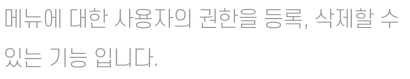 메뉴에 대한 사용자의 권한을 등록, 삭제할 수
있는 기능 입니다.